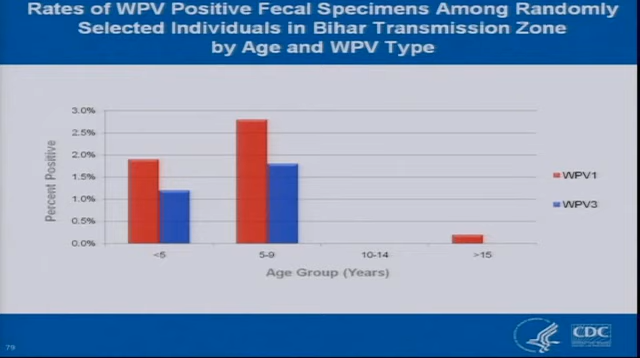 Rates of WPV Positive Fecal Specimens Among Randomly
Selected Individuals in Bihar Transmission Zone
by Age and WPV Type
3.0%
2.5%
2.0%
1.5%
1.0%
0.5%
0.0%
Percent Positive
<5
5-9
10-14
>15
Age Group (Years)
WPV1
WPV3
79
CDC